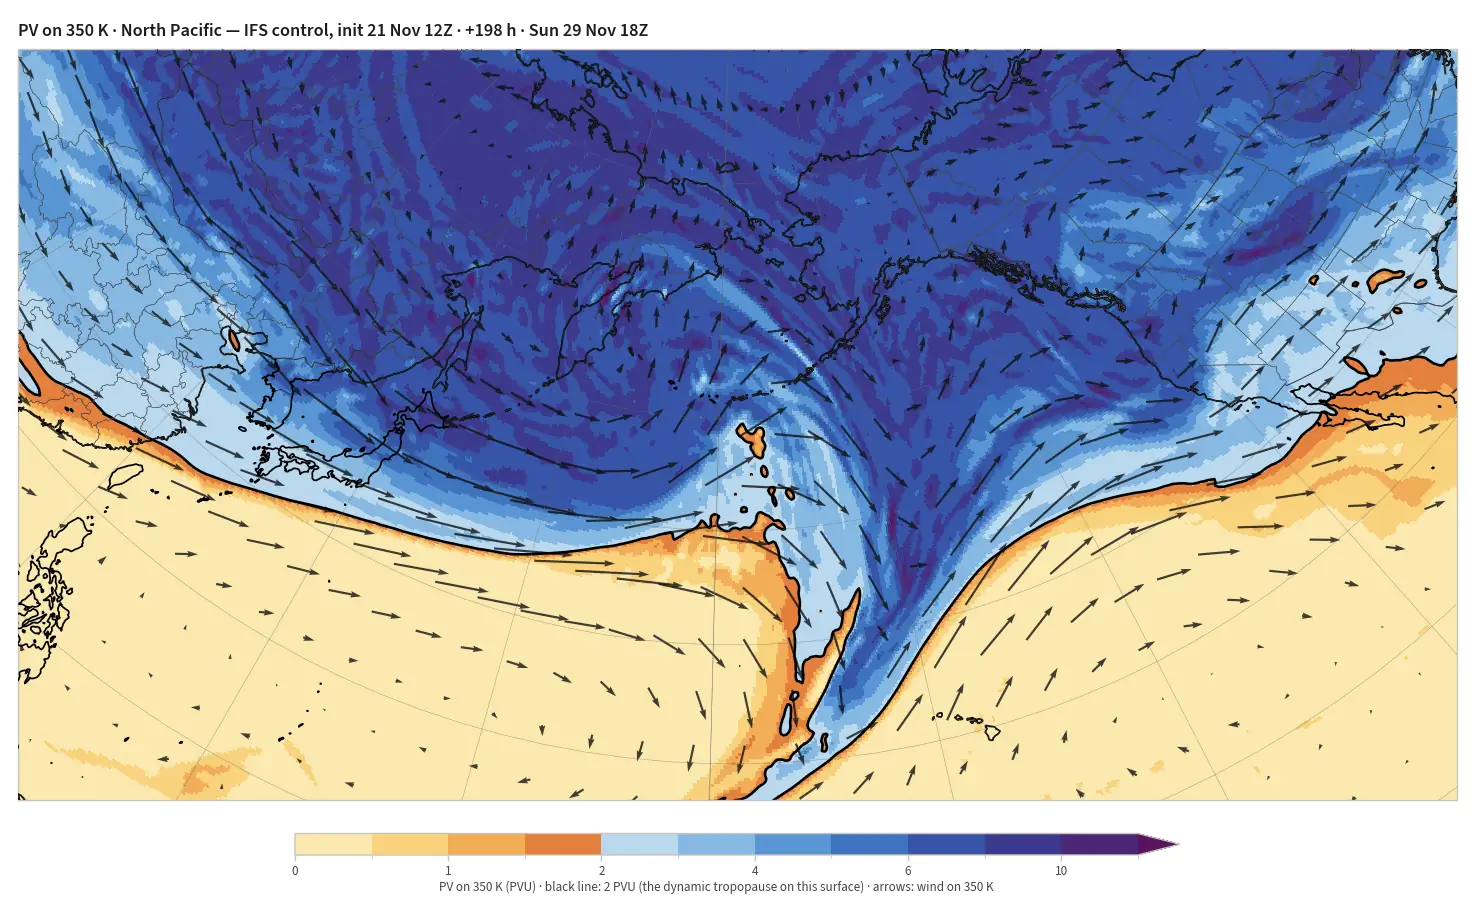 PV on 350 K · North Pacific — IFS control, init 21 Nov 12Z · +198 h · Sun 29 Nov 18Z
0 1 2 4 6 10
PV on 350 K (PVU) · black line: 2 PVU (the dynamic tropopause on this surface) · arrows: wind on 350 K